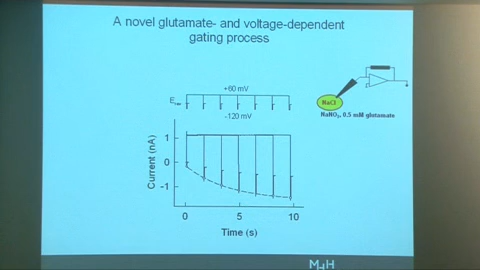 A novel glutamate- and voltage-dependent
gating process
+60 mV
-120 mV
NaCl
NaNO₃, 0.5 mM glutamate
Current (nA)
1
0
-1
0 5 10
Time (s)
MHH